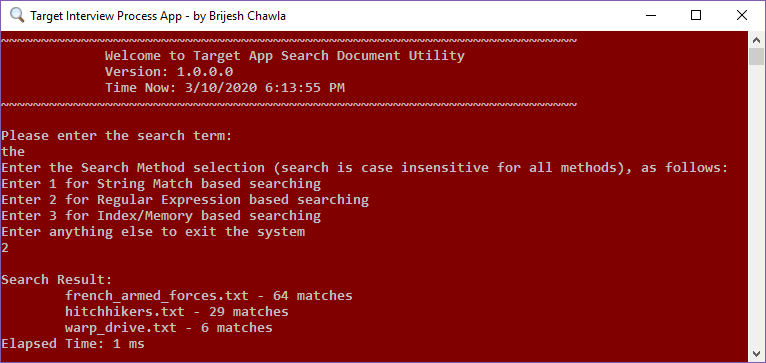 Target Interview Process App - by Brijesh Chawla
~~~~~~~~~~~~~~~~~~~~~~~~~~~~~~~~~~~~~~~~~~~~~~~~~~~~~~~~~~~~~~~~~~~~~~~~
Welcome to Target App Search Document Utility
Version: 1.0.0.0
Time Now: 3/10/2020 6:13:55 PM
~~~~~~~~~~~~~~~~~~~~~~~~~~~~~~~~~~~~~~~~~~~~~~~~~~~~~~~~~~~~~~~~~~~~~~~~
Please enter the search term:
the
Enter the Search Method selection (search is case insensitive for all methods), as follows:
Enter 1 for String Match based searching
Enter 2 for Regular Expression based searching
Enter 3 for Index/Memory based searching
Enter anything else to exit the system
2
Search Result:
french_armed_forces.txt - 64 matches
hitchhikers.txt - 29 matches
warp_drive.txt - 6 matches
Elapsed Time: 1 ms